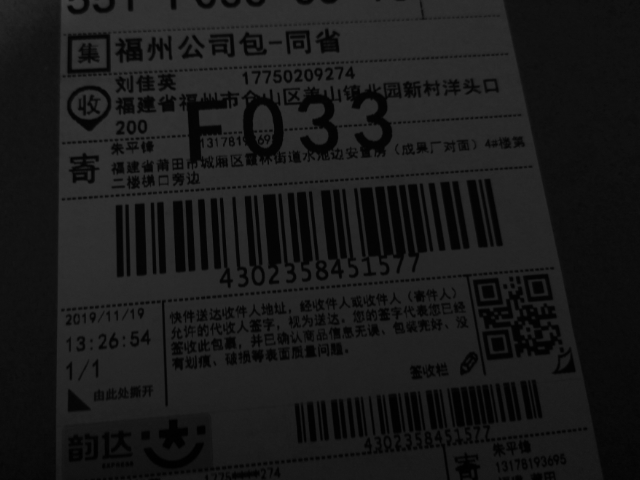 集 福州公司包-同省
收 刘佳英 17750209274
福建省福州市仓山区盖山镇北园新村洋头口
200
F033
寄 朱平锋 13178193695
福建省莆田市城厢区霞林街道水池边安置房（成果厂对面）4#楼第
二楼梯口旁边
4302358451577
2019/11/19
13:26:54
1/1
由此处撕开
快件送达收件人地址，经收件人或收件人（寄件人）
允许的代收人签字，视为送达。您的签字代表您已经
签收此包裹，并已确认商品信息无误、包装完好、没
有划痕、破损等表面质量问题。
签收栏
韵达
4302358451577
寄 朱平锋
13178193695